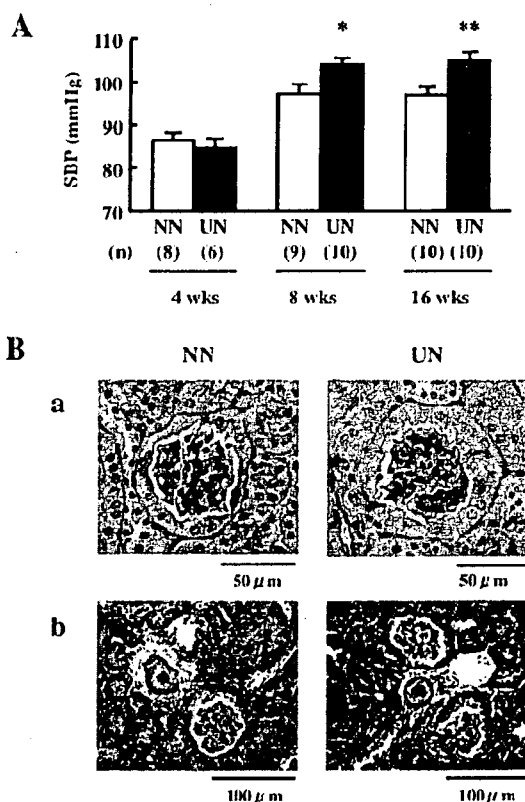 A
* **
110
100
90
80
70
SBP (mmHg)
NN UN NN UN NN UN
(n) (8) (6) (9) (10) (10) (10)
4 wks 8 wks 16 wks
B
NN UN
a
50 μm 50 μm
b
100 μm 100 μm